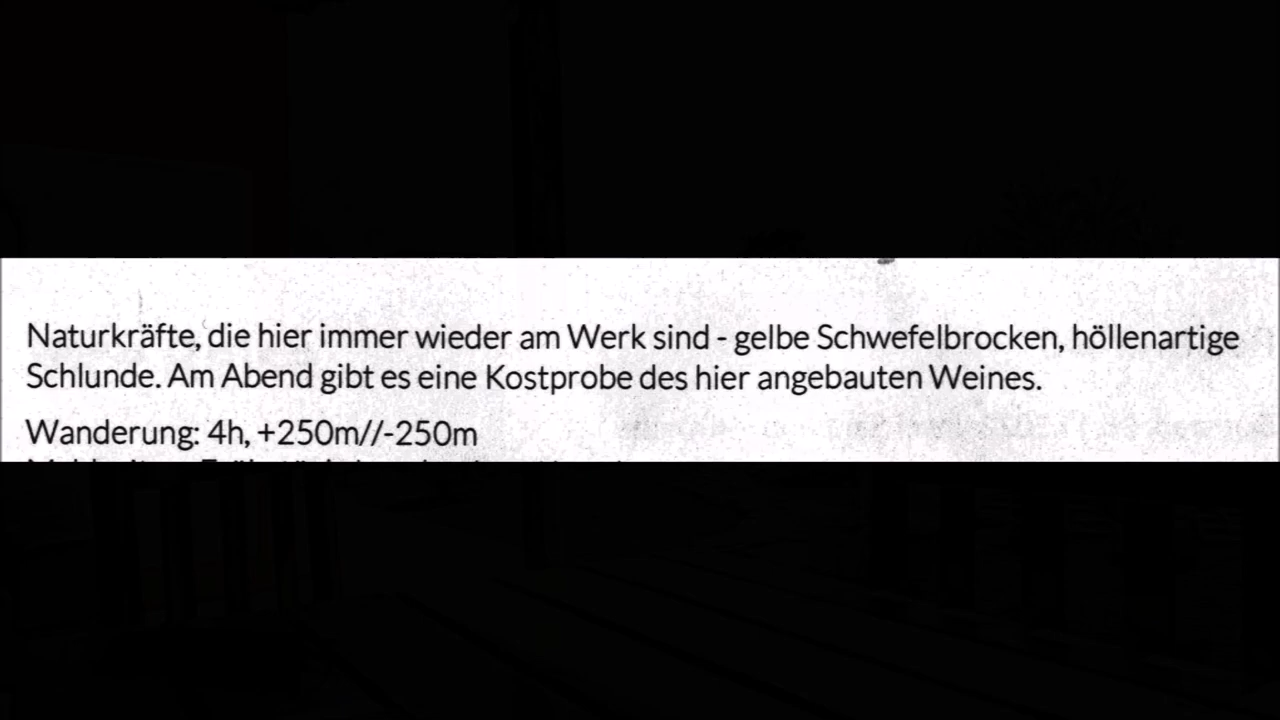 Naturkräfte, die hier immer wieder am Werk sind - gelbe Schwefelbrocken, höllenartige
Schlunde. Am Abend gibt es eine Kostprobe des hier angebauten Weines.
Wanderung: 4h, +250m//-250m